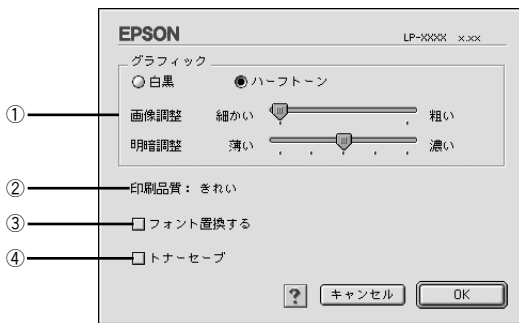 EPSON LP-XXXX x.xx
グラフィック
白黒 ハーフトーン
① 画像調整 細かい 粗い
明暗調整 薄い 濃い
② 印刷品質： きれい
③ フォント置換する
④ トナーセーブ
? キャンセル OK